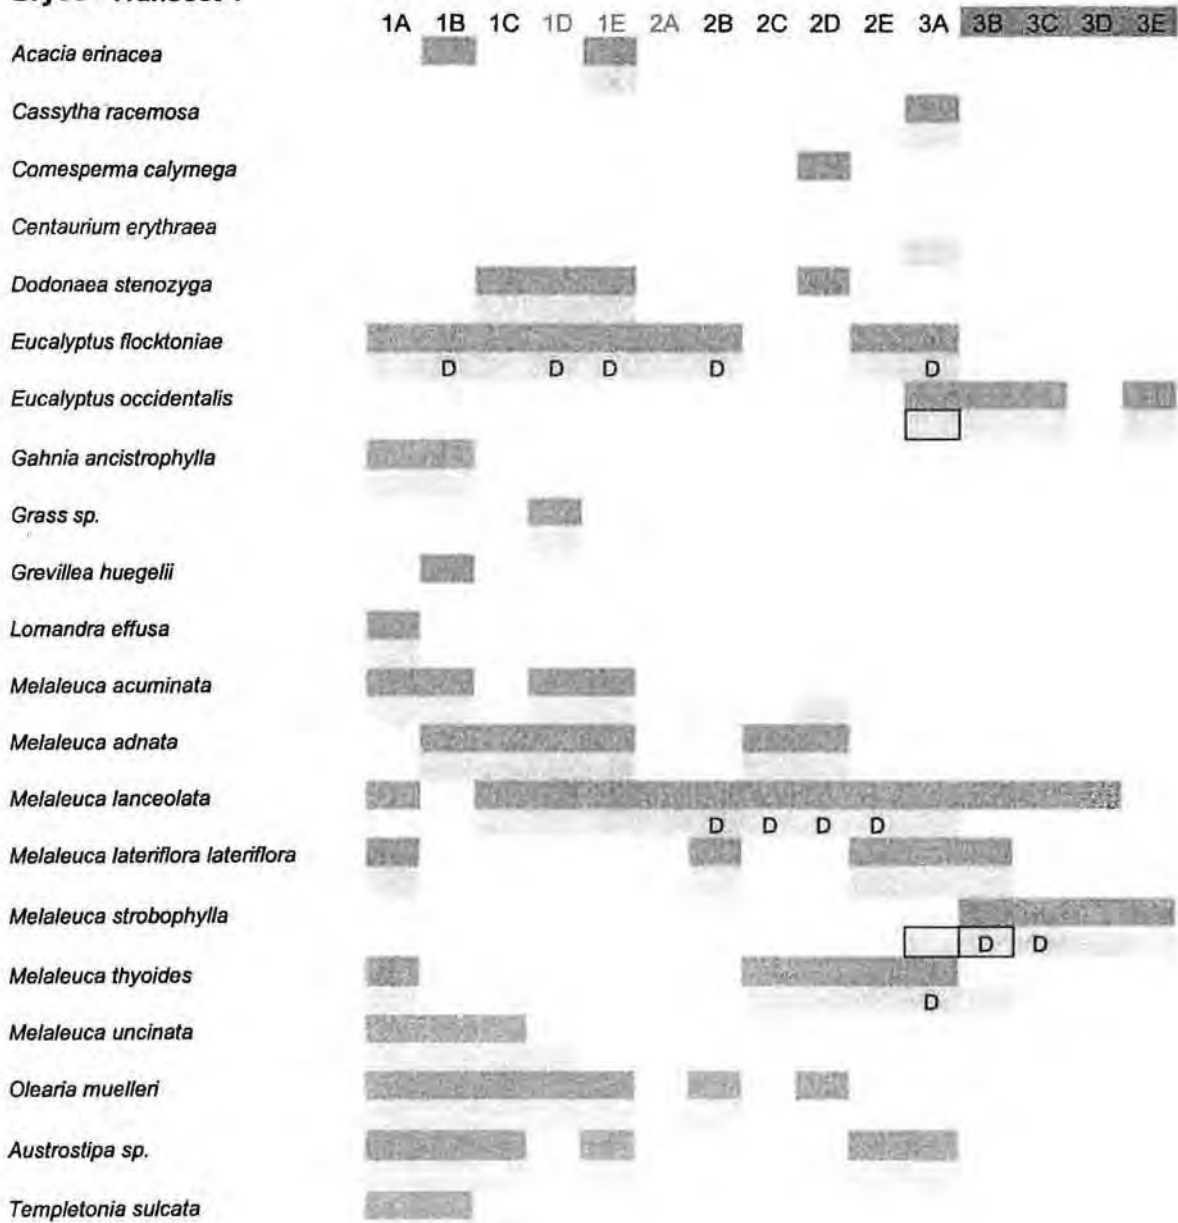 1A 1B 1C 1D 1E 2A 2B 2C 2D 2E 3A 3B 3C 3D 3E
Acacia erinacea
Cassytha racemosa
Comesperma calymega
Centaurium erythraea
Dodonaea stenozyga
Eucalyptus flocktoniae
D D D D D
Eucalyptus occidentalis
Gahnia ancistrophylla
Grass sp.
Grevillea huegelii
Lomandra effusa
Melaleuca acuminata
Melaleuca adnata
Melaleuca lanceolata
D D D D
Melaleuca lateriflora lateriflora
Melaleuca strobophylla
D D
Melaleuca thyoides
D
Melaleuca uncinata
Olearia muelleri
Austrostipa sp.
Templetonia sulcata